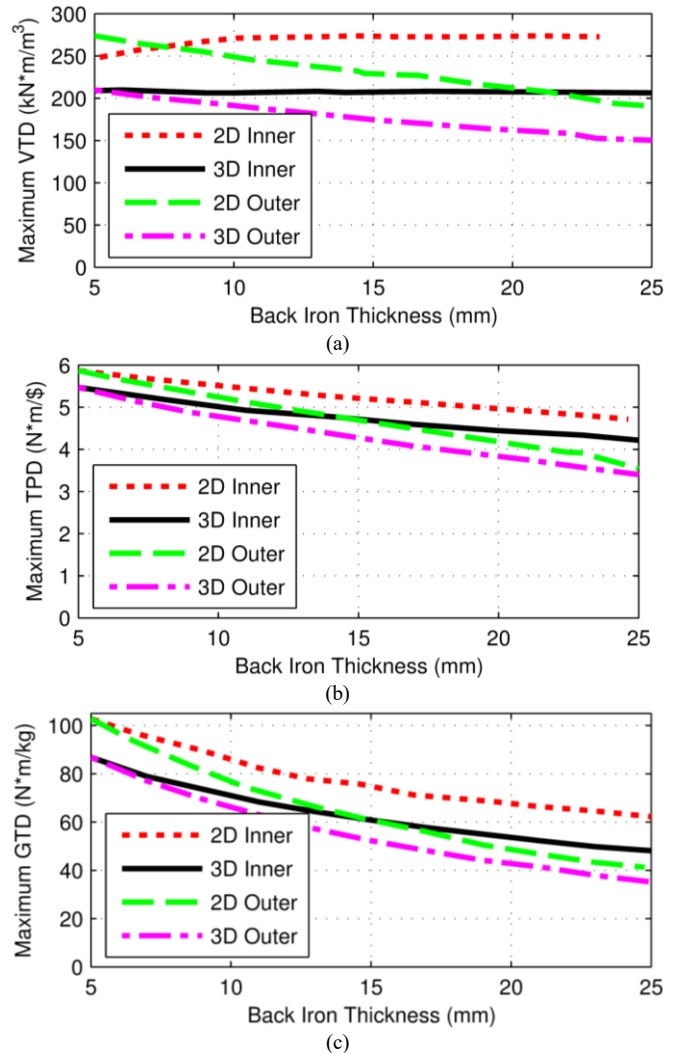 300
250
200
150
100
50
0
Maximum VTD (kN*m/m³)
2D Inner
3D Inner
2D Outer
3D Outer
5 10 15 20 25
Back Iron Thickness (mm)
(a)
6
5
4
3
2
1
0
Maximum TPD (N*m/$)
2D Inner
3D Inner
2D Outer
3D Outer
5 10 15 20 25
Back Iron Thickness (mm)
(b)
100
80
60
40
20
0
Maximum GTD (N*m/kg)
2D Inner
3D Inner
2D Outer
3D Outer
5 10 15 20 25
Back Iron Thickness (mm)
(c)